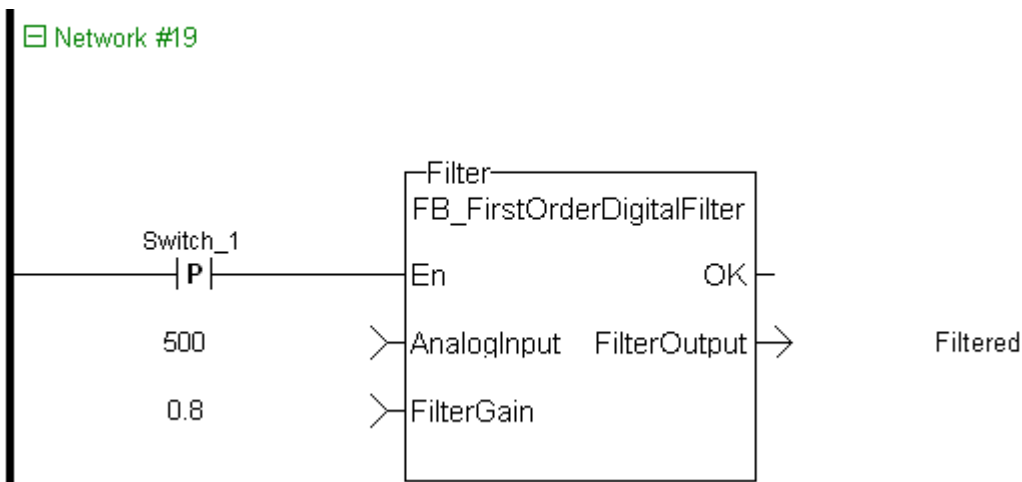 Network #19
Filter
FB_FirstOrderDigitalFilter
Switch_1
P
En OK
500 AnalogInput FilterOutput Filtered
0.8 FilterGain